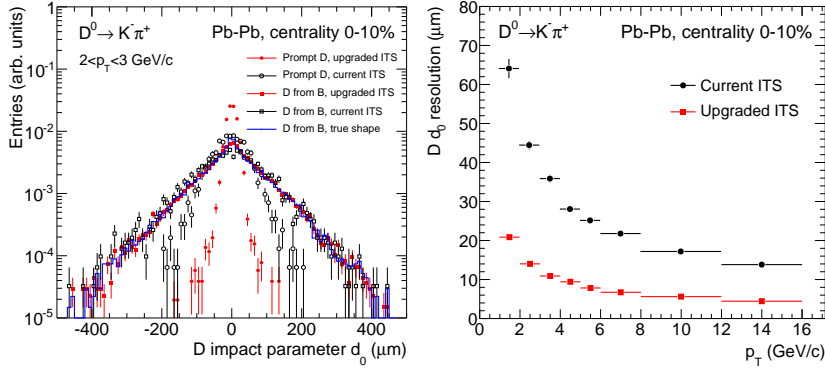 D⁰→K⁻π⁺
Pb-Pb, centrality 0-10%
2<p_T<3 GeV/c
Prompt D, upgraded ITS
Prompt D, current ITS
D from B, upgraded ITS
D from B, current ITS
D from B, true shape
Entries (arb. units)
1
10⁻¹
10⁻²
10⁻³
10⁻⁴
10⁻⁵
-400 -200 0 200 400
D impact parameter d₀ (μm)
D⁰→K⁻π⁺
Pb-Pb, centrality 0-10%
Current ITS
Upgraded ITS
D d₀ resolution (μm)
80
70
60
50
40
30
20
10
0
0 2 4 6 8 10 12 14 16
p_T (GeV/c)